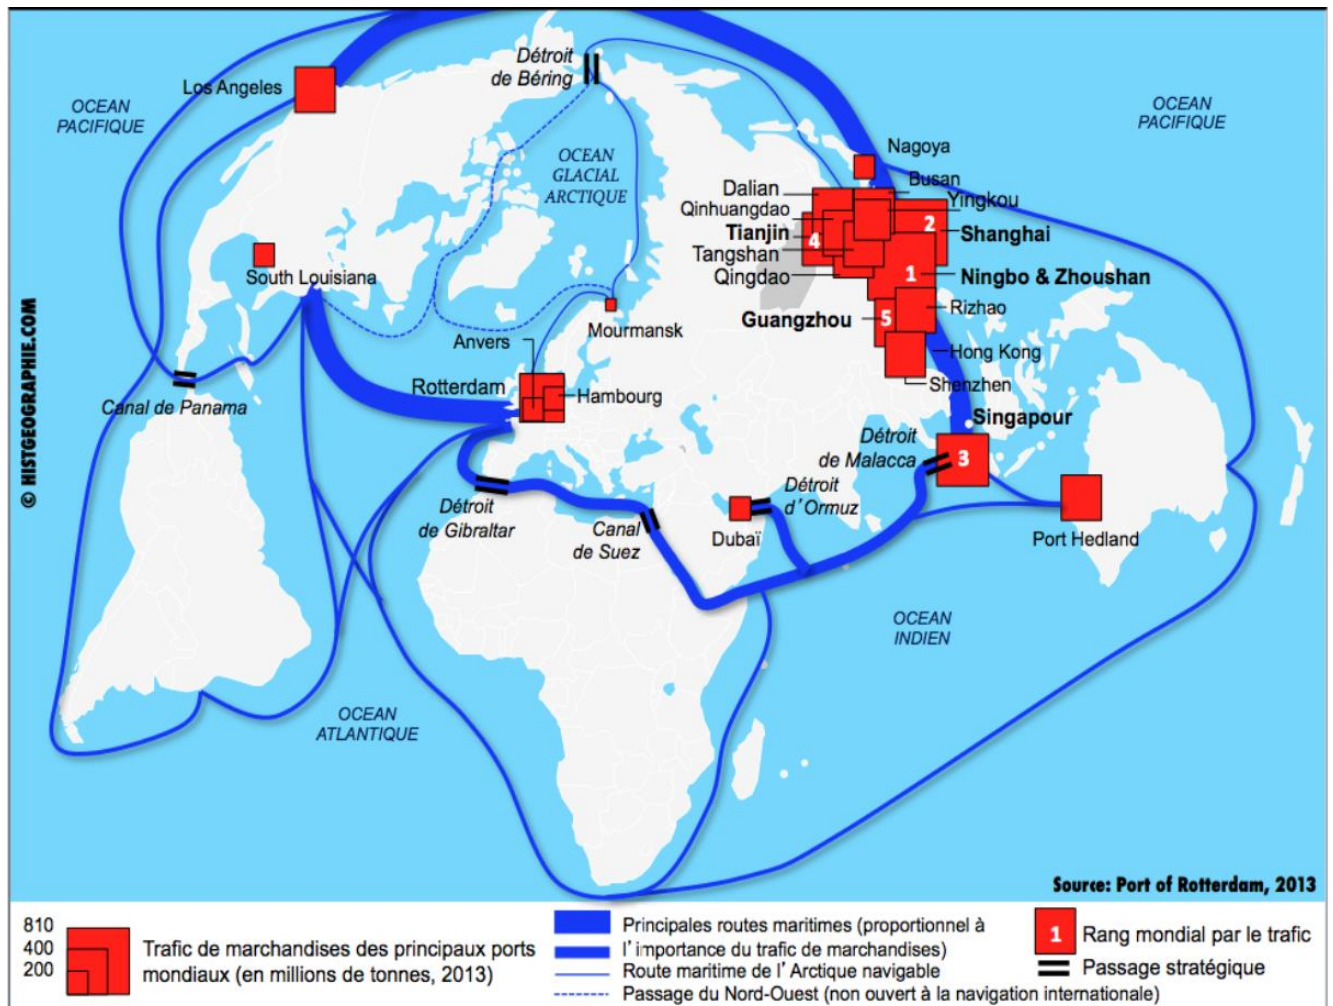 Détroit
de Béring
Los Angeles
OCEAN
PACIFIQUE
OCEAN
PACIFIQUE
OCEAN
GLACIAL
ARCTIQUE
Nagoya
Busan
Dalian
Yingkou
Qinhuangdao
2
Tianjin
4
Shanghai
Tangshan
Qingdao
1
Ningbo & Zhoushan
South Louisiana
Mourmansk
Guangzhou
5
Rizhao
Anvers
Hong Kong
Rotterdam
Hambourg
Shenzhen
Canal de Panama
Singapour
Détroit
de Malacca
3
Détroit
de Gibraltar
Canal
de Suez
Dubaï
Détroit
d'Ormuz
Port Hedland
OCEAN
INDIEN
OCEAN
ATLANTIQUE
© HISTGEOGRAPHIE.COM
Source: Port of Rotterdam, 2013
810
400
200
Trafic de marchandises des principaux ports
mondiaux (en millions de tonnes, 2013)
Principales routes maritimes (proportionnel à
l'importance du trafic de marchandises)
Route maritime de l'Arctique navigable
Passage du Nord-Ouest (non ouvert à la navigation internationale)
1
Rang mondial par le trafic
Passage stratégique